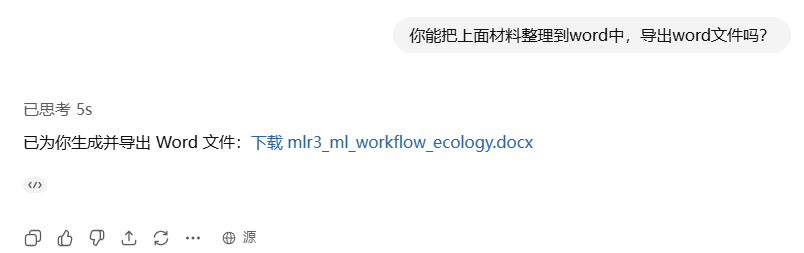 你能把上面材料整理到word中，导出word文件吗？
已思考 5s
已为你生成并导出 Word 文件：下载 mlr3_ml_workflow_ecology.docx
源